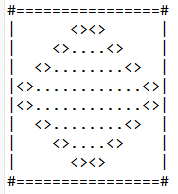 #================#
|      <><>      |
|    <>....<>    |
|  <>........<>  |
|<>............<>|
|<>............<>|
|  <>........<>  |
|    <>....<>    |
|      <><>      |
#================#